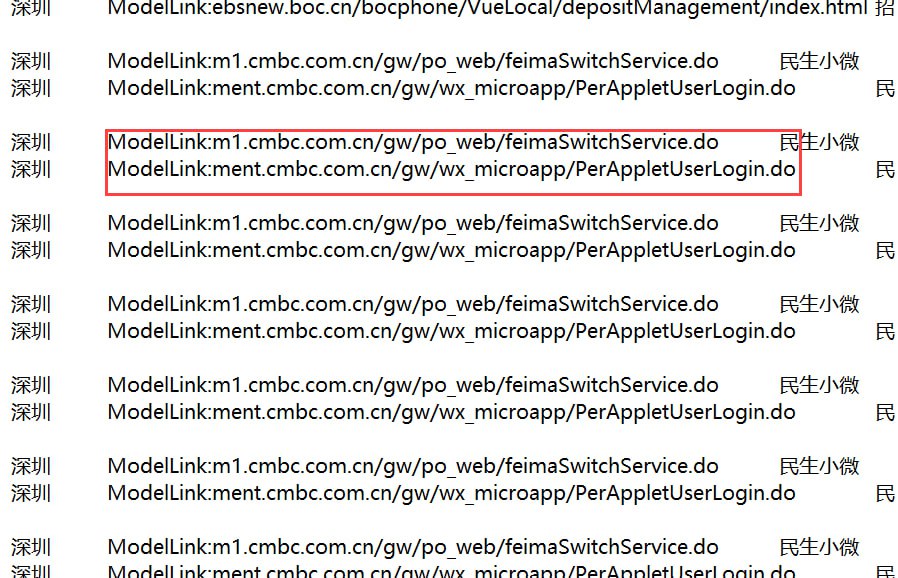 深圳 ModelLink:ebsnew.boc.cn/bocphone/VueLocal/depositManagement/index.html 招
深圳 ModelLink:m1.cmbc.com.cn/gw/po_web/feimaSwitchService.do 民生小微
深圳 ModelLink:ment.cmbc.com.cn/gw/wx_microapp/PerAppletUserLogin.do 民
深圳 ModelLink:m1.cmbc.com.cn/gw/po_web/feimaSwitchService.do 民生小微
深圳 ModelLink:ment.cmbc.com.cn/gw/wx_microapp/PerAppletUserLogin.do 民
深圳 ModelLink:m1.cmbc.com.cn/gw/po_web/feimaSwitchService.do 民生小微
深圳 ModelLink:ment.cmbc.com.cn/gw/wx_microapp/PerAppletUserLogin.do 民
深圳 ModelLink:m1.cmbc.com.cn/gw/po_web/feimaSwitchService.do 民生小微
深圳 ModelLink:ment.cmbc.com.cn/gw/wx_microapp/PerAppletUserLogin.do 民
深圳 ModelLink:m1.cmbc.com.cn/gw/po_web/feimaSwitchService.do 民生小微
深圳 ModelLink:ment.cmbc.com.cn/gw/wx_microapp/PerAppletUserLogin.do 民
深圳 ModelLink:m1.cmbc.com.cn/gw/po_web/feimaSwitchService.do 民生小微
深圳 ModelLink:ment.cmbc.com.cn/gw/wx_microapp/PerAppletUserLogin.do 民
深圳 ModelLink:m1.cmbc.com.cn/gw/po_web/feimaSwitchService.do 民生小微
深圳 ModelLink:ment.cmbc.com.cn/gw/wx_microapp/PerAppletUserLogin.do 民